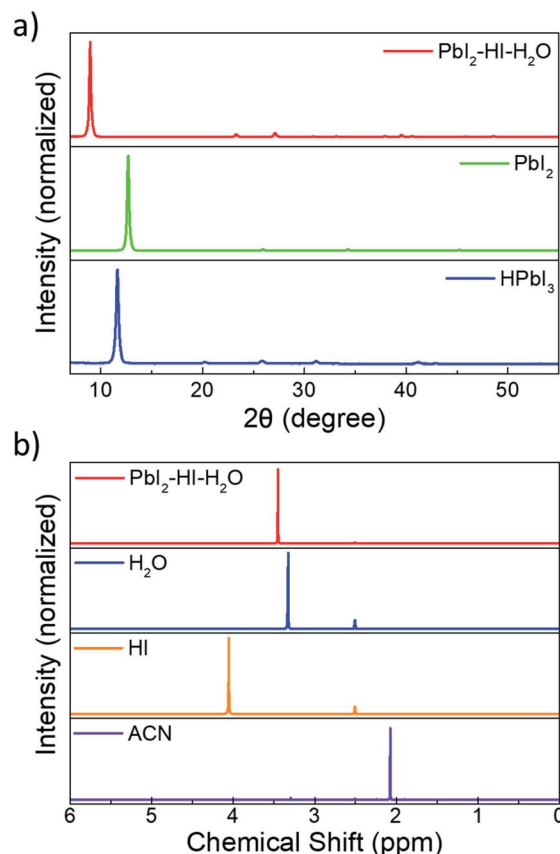 a)
Intensity (normalized)
PbI₂-HI-H₂O
PbI₂
HPbI₃
10 20 30 40 50
2θ (degree)
b)
Intensity (normalized)
PbI₂-HI-H₂O
H₂O
HI
ACN
6 5 4 3 2 1 0
Chemical Shift (ppm)